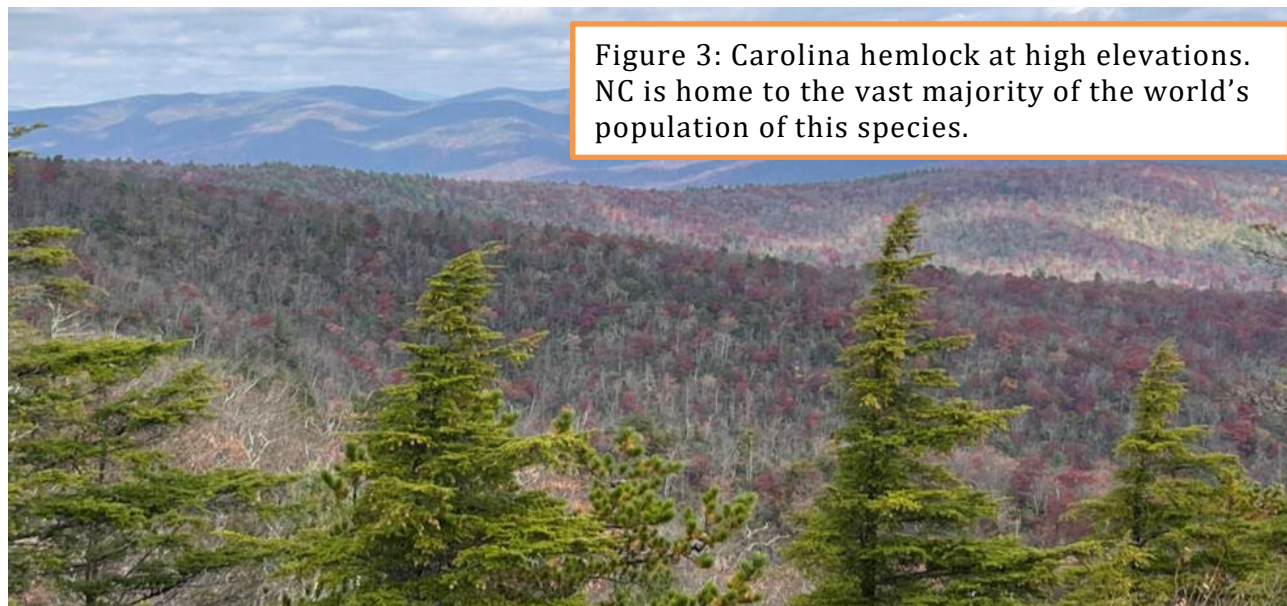 Figure 3: Carolina hemlock at high elevations.
NC is home to the vast majority of the world’s
population of this species.